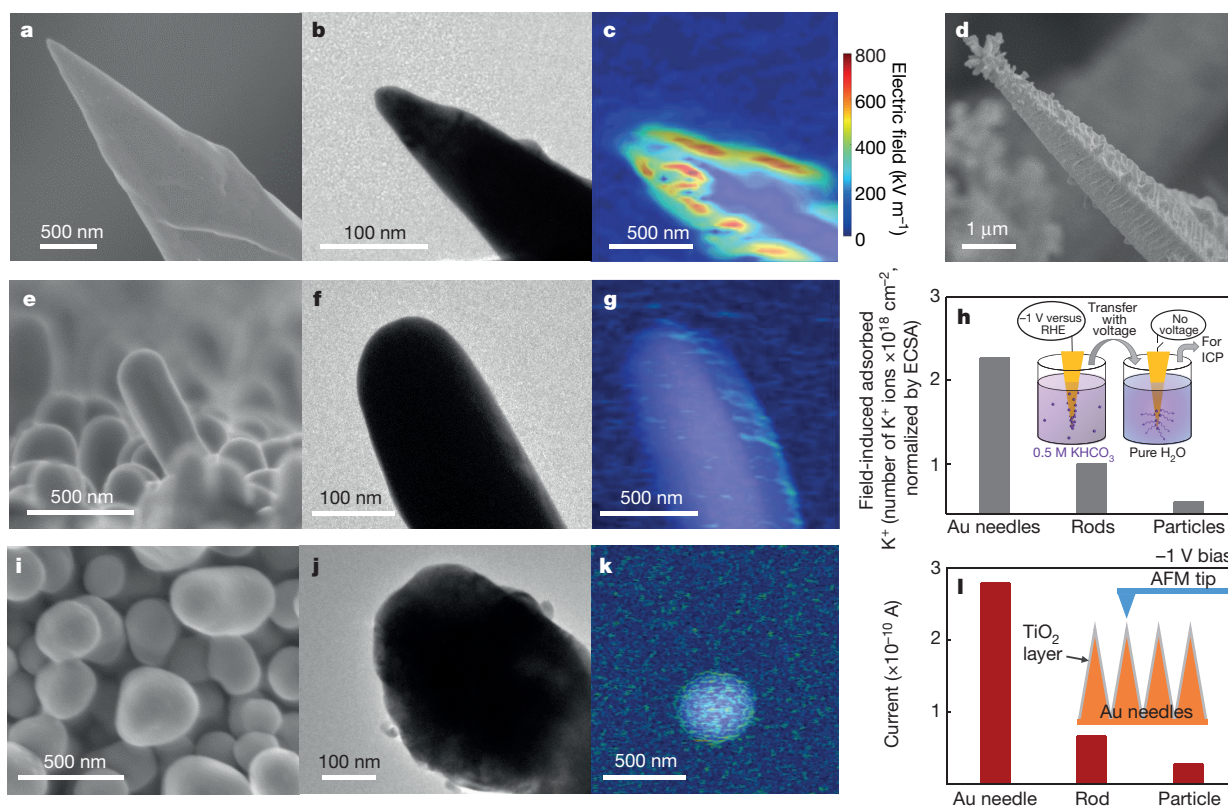 a
500 nm
b
100 nm
c
500 nm
800
600
400
200
0
Electric field (kV m⁻¹)
d
1 μm
e
500 nm
f
100 nm
g
500 nm
Field-induced adsorbed
K⁺ (number of K⁺ ions ×10¹⁸ cm⁻²,
normalized by ECSA)
3
2
1
h
–1 V versus
RHE
Transfer
with
voltage
No
voltage
For
ICP
0.5 M KHCO₃
Pure H₂O
Au needles
Rods
Particles
i
500 nm
j
100 nm
k
500 nm
Current (×10⁻¹⁰ A)
3
2
1
l
–1 V bias
AFM tip
TiO₂
layer
Au needles
Au needle
Rod
Particle